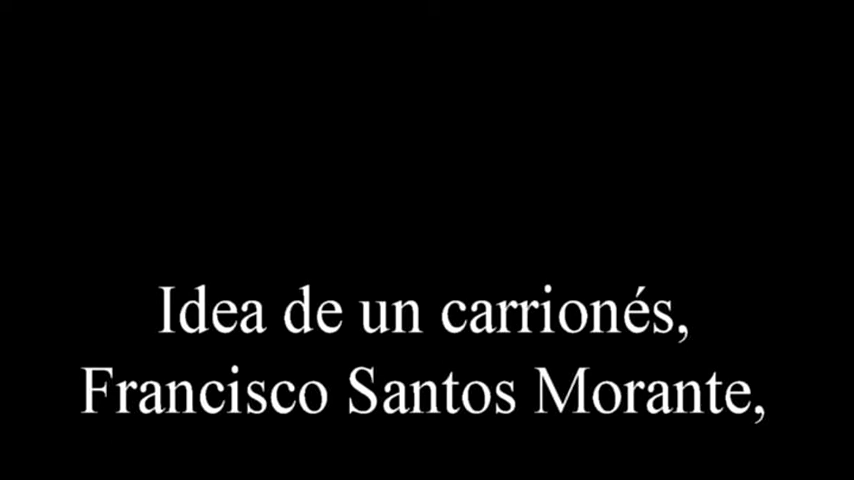 Idea de un carrionés,
Francisco Santos Morante,